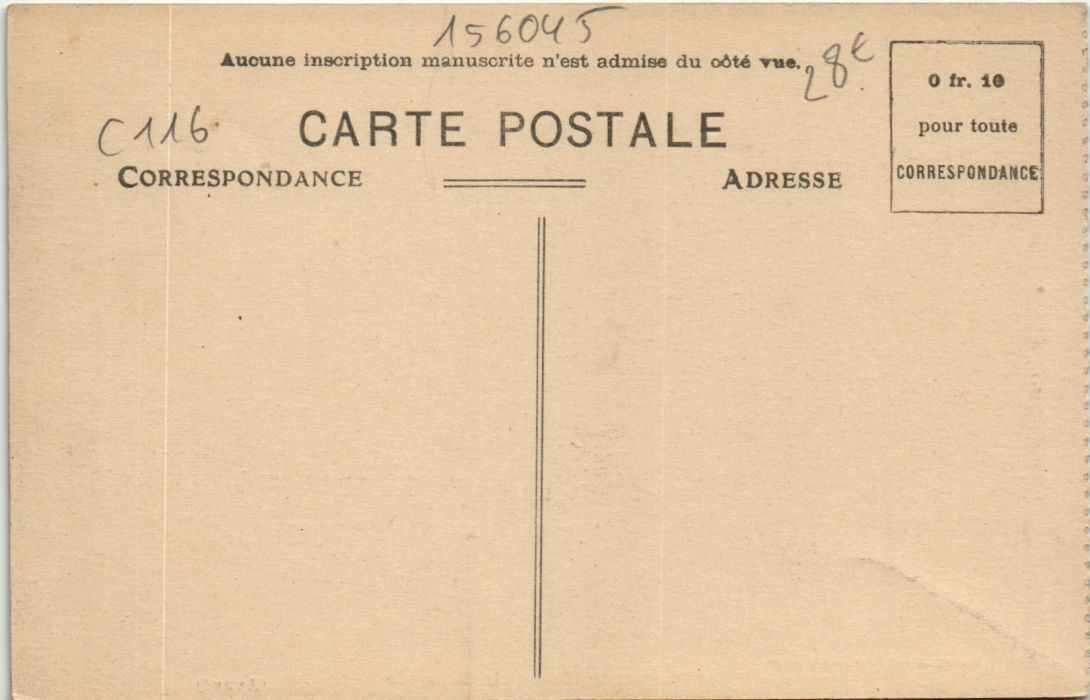 156045
Aucune inscription manuscrite n'est admise du côté vue.
28€
0 fr. 10
pour toute
CORRESPONDANCE
C116
CARTE POSTALE
CORRESPONDANCE
ADRESSE